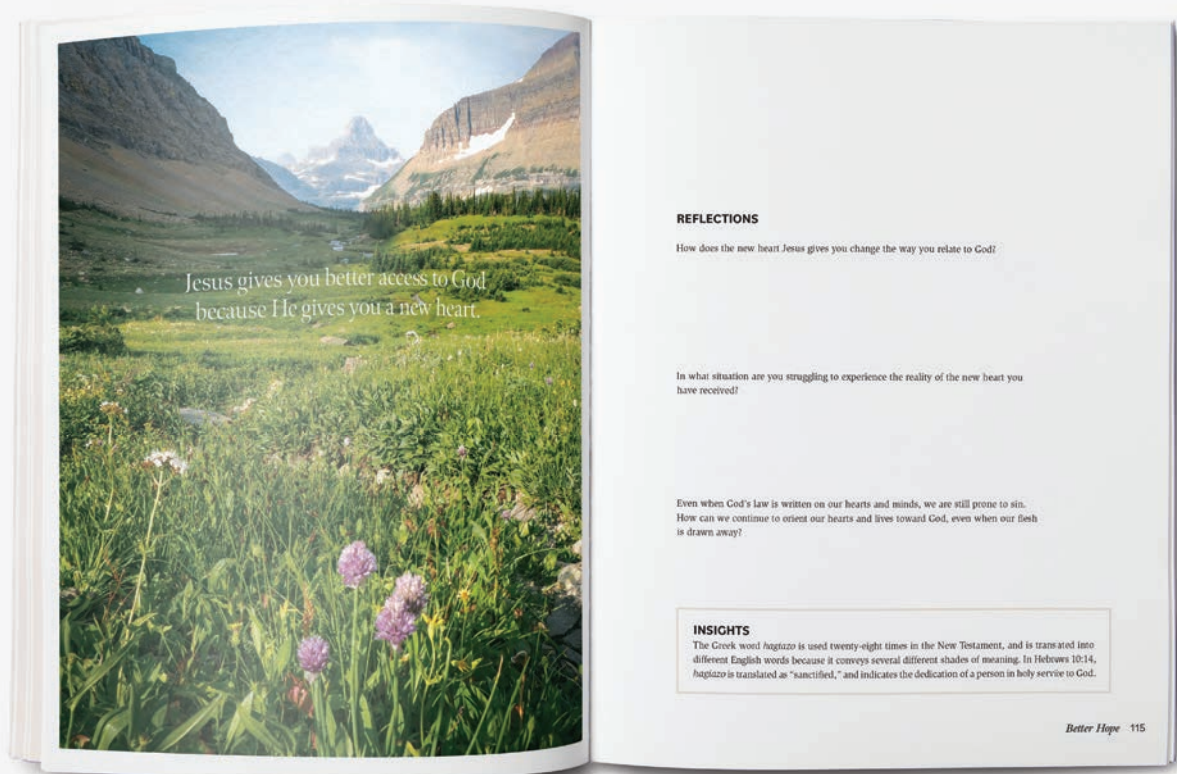 Jesus gives you better access to God
because He gives you a new heart.
REFLECTIONS
How does the new heart Jesus gives you change the way you relate to God?
In what situation are you struggling to experience the reality of the new heart you
have received?
Even when God's law is written on our hearts and minds, we are still prone to sin.
How can we continue to orient our hearts and lives toward God, even when our flesh
is drawn away?
INSIGHTS
The Greek word hagiazo is used twenty-eight times in the New Testament, and is translated into
different English words because it conveys several different shades of meaning. In Hebrews 10:14,
hagiazo is translated as "sanctified," and indicates the dedication of a person in holy service to God.
Better Hope 115